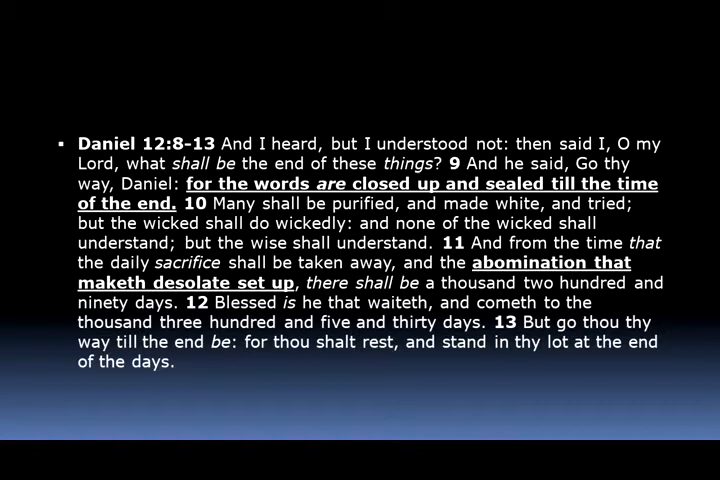 ▪ Daniel 12:8-13 And I heard, but I understood not: then said I, O my
Lord, what shall be the end of these things? 9 And he said, Go thy
way, Daniel: for the words are closed up and sealed till the time
of the end. 10 Many shall be purified, and made white, and tried;
but the wicked shall do wickedly: and none of the wicked shall
understand; but the wise shall understand. 11 And from the time that
the daily sacrifice shall be taken away, and the abomination that
maketh desolate set up, there shall be a thousand two hundred and
ninety days. 12 Blessed is he that waiteth, and cometh to the
thousand three hundred and five and thirty days. 13 But go thou thy
way till the end be: for thou shalt rest, and stand in thy lot at the end
of the days.